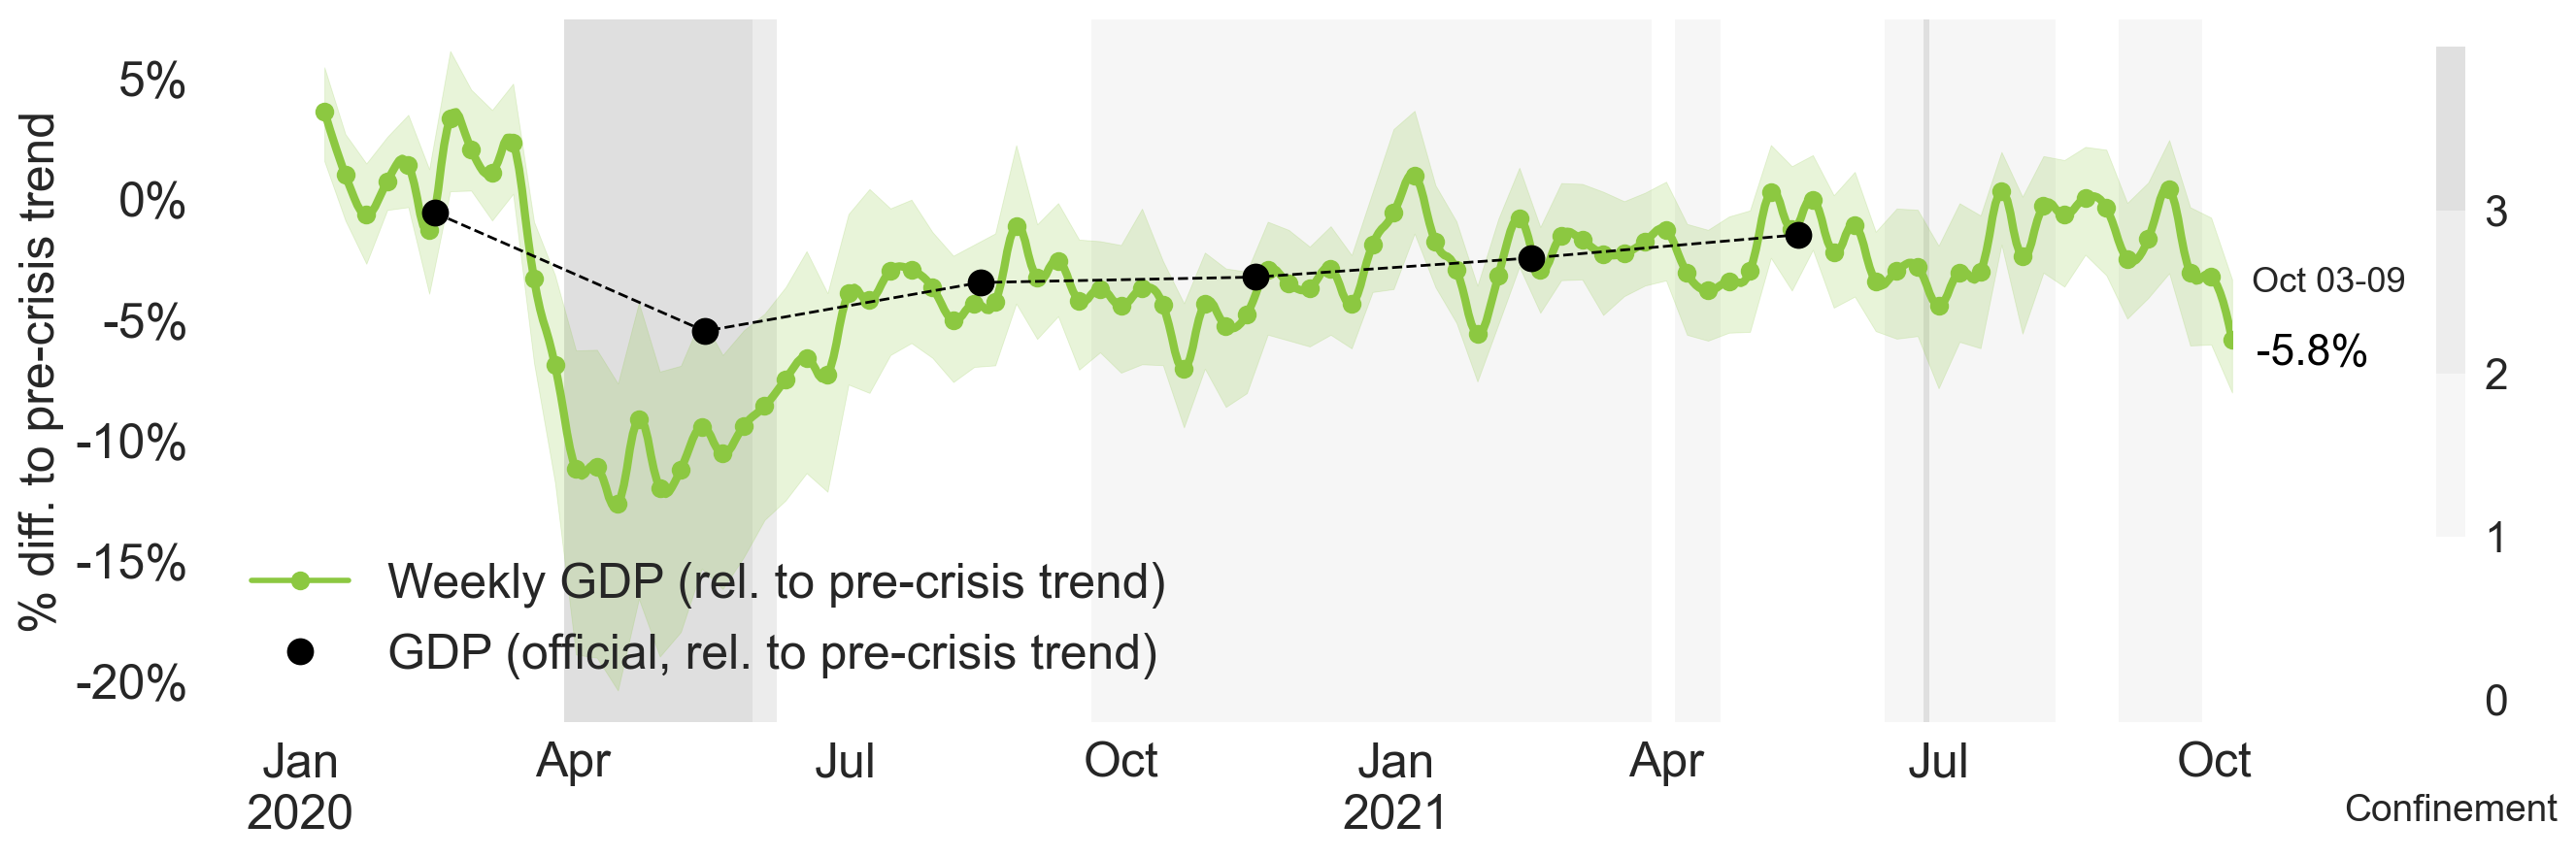 % diff. to pre-crisis trend
5%
0%
-5%
-10%
-15%
-20%
Weekly GDP (rel. to pre-crisis trend)
GDP (official, rel. to pre-crisis trend)
Oct 03-09
-5.8%
3
2
1
0
Jan Apr Jul Oct Jan Apr Jul Oct
2020 2021
Confinement